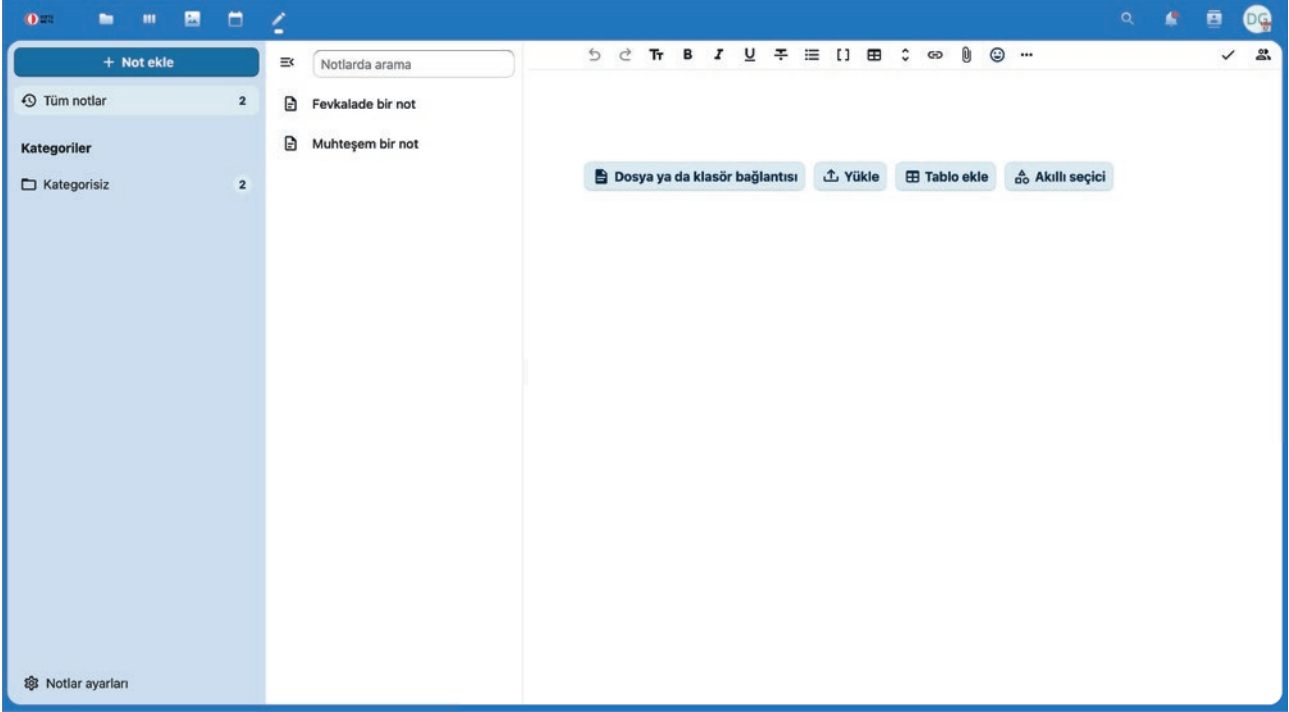 + Not ekle
Tüm notlar 2
Kategoriler
Kategorisiz 2
Notlar ayarları
Notlarda arama
Fevkalade bir not
Muhteşem bir not
Dosya ya da klasör bağlantısı Yükle Tablo ekle Akıllı seçici
DG